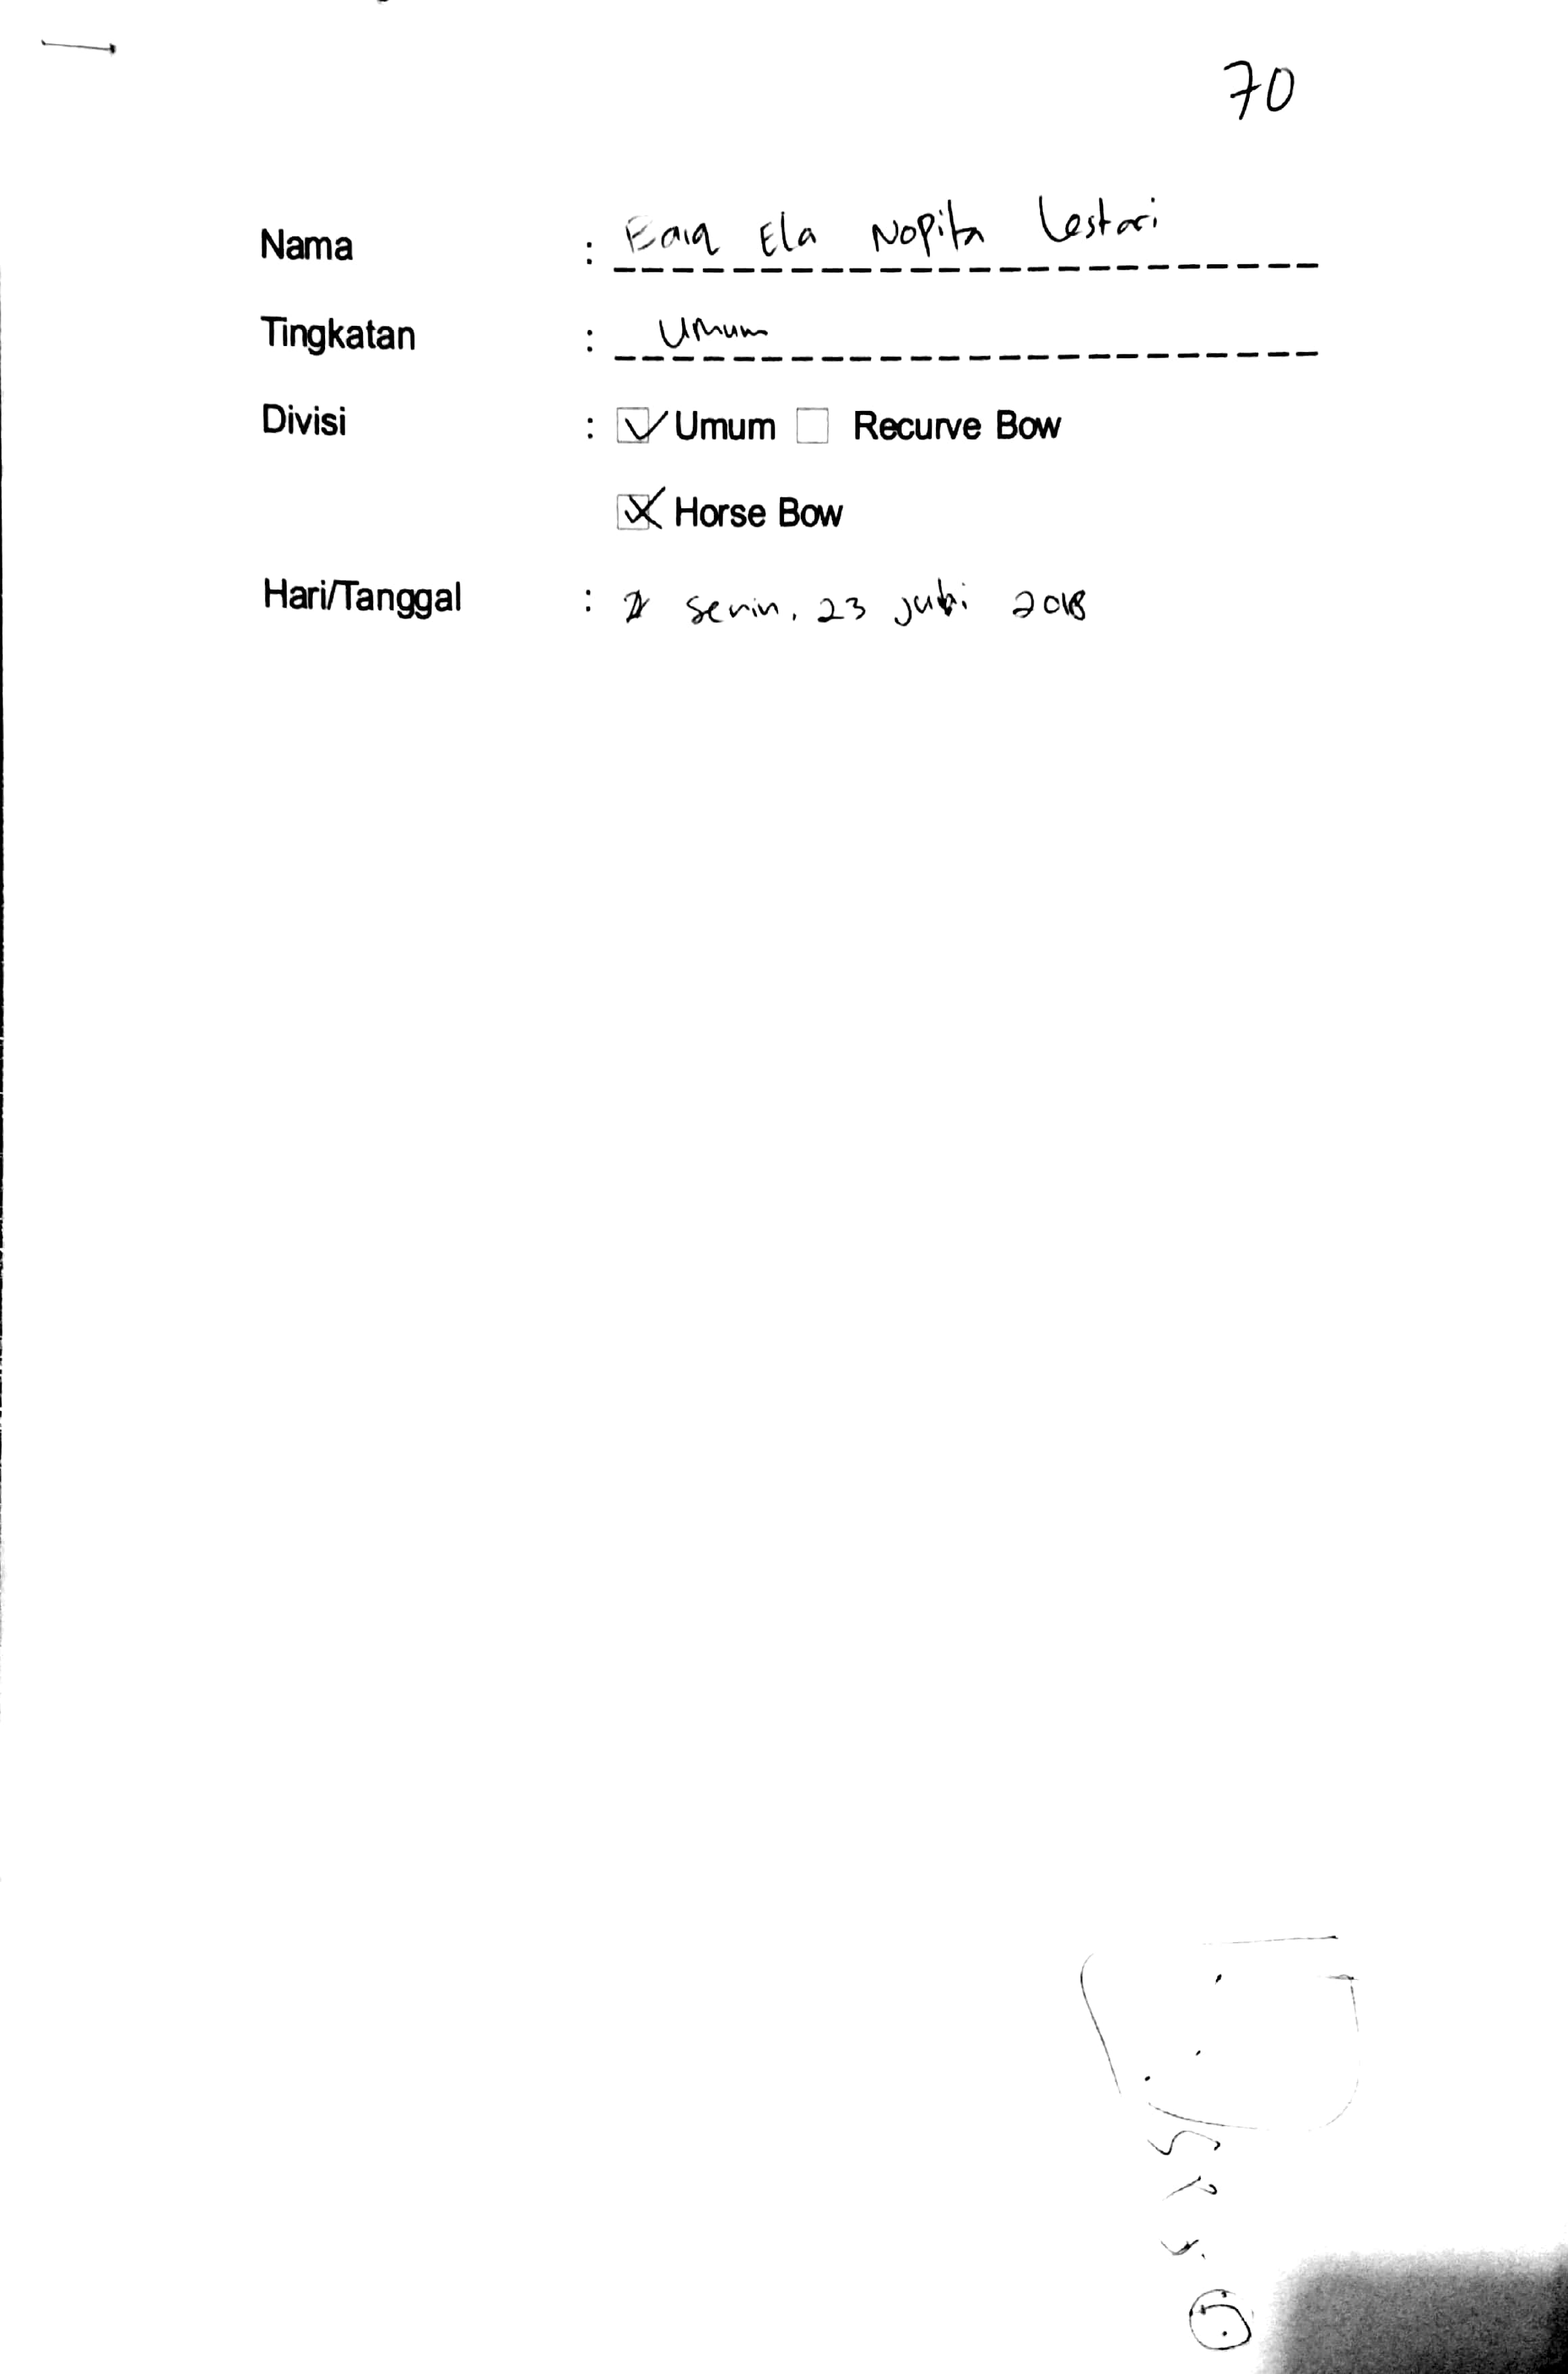 70
Nama : Baiq Ela Nopita Lestari
Tingkatan : Umum
Divisi : Umum Recurve Bow
Horse Bow
Hari/Tanggal : Senin, 23 Juli 2018